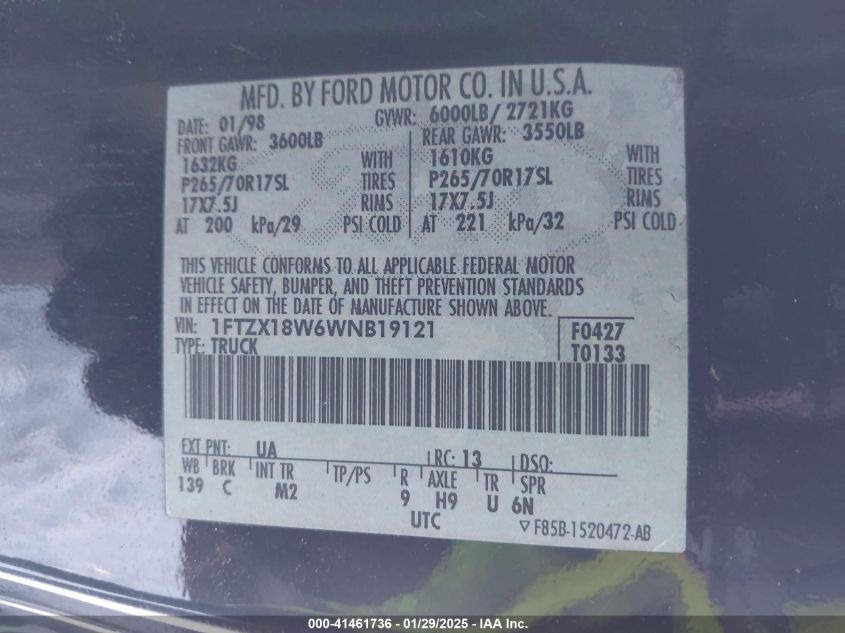 MFD. BY FORD MOTOR CO. IN U.S.A.
DATE: 01/98 GVWR: 6000LB/ 2721KG
FRONT GAWR: 3600LB REAR GAWR: 3550LB
1632KG WITH 1610KG WITH
P265/70R17SL TIRES P265/70R17SL TIRES
17X7.5J RIMS 17X7.5J RIMS
AT 200 kPa/29 PSI COLD AT 221 kPa/32 PSI COLD
THIS VEHICLE CONFORMS TO ALL APPLICABLE FEDERAL MOTOR
VEHICLE SAFETY, BUMPER, AND THEFT PREVENTION STANDARDS
IN EFFECT ON THE DATE OF MANUFACTURE SHOWN ABOVE.
VIN: 1FTZX18W6WNB19121 F0427
TYPE: TRUCK T0133
EXT PNT: UA RC: 13 DSO:
WB BRK INT TR TP/PS R AXLE TR SPR
139 C M2 9 H9 U 6N
UTC ▽ F85B-1520472-AB
000-41461736 - 01/29/2025 - IAA Inc.